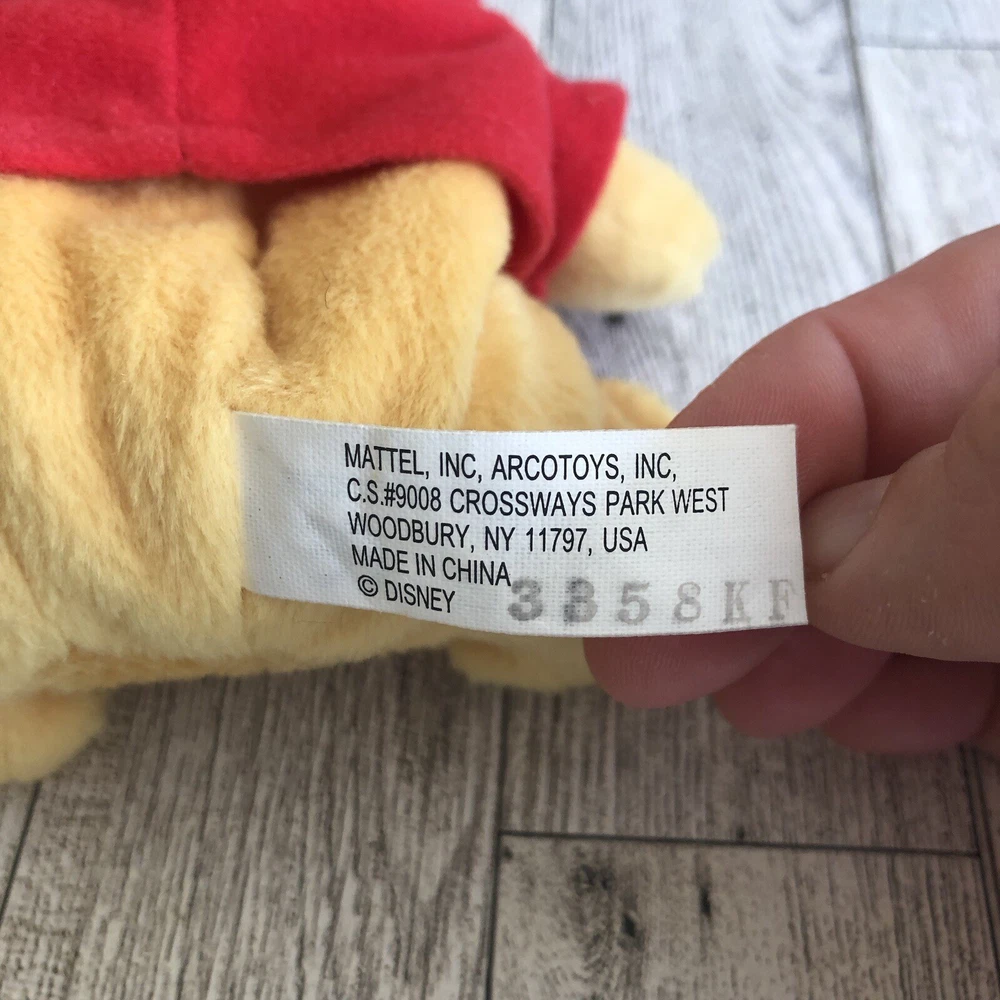 MATTEL, INC, ARCOTOYS, INC,
C.S.#9008 CROSSWAYS PARK WEST
WOODBURY, NY 11797, USA
MADE IN CHINA
© DISNEY
3358KF